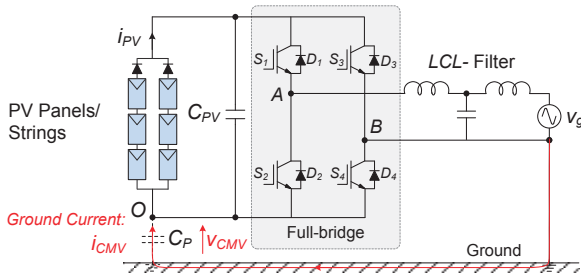 i_PV
PV Panels/
Strings
C_PV
S_1
D_1
S_3
D_3
A
B
S_2
D_2
S_4
D_4
LCL- Filter
v_g
O
Ground Current:
i_CMV
C_P
v_CMV
Full-bridge
Ground